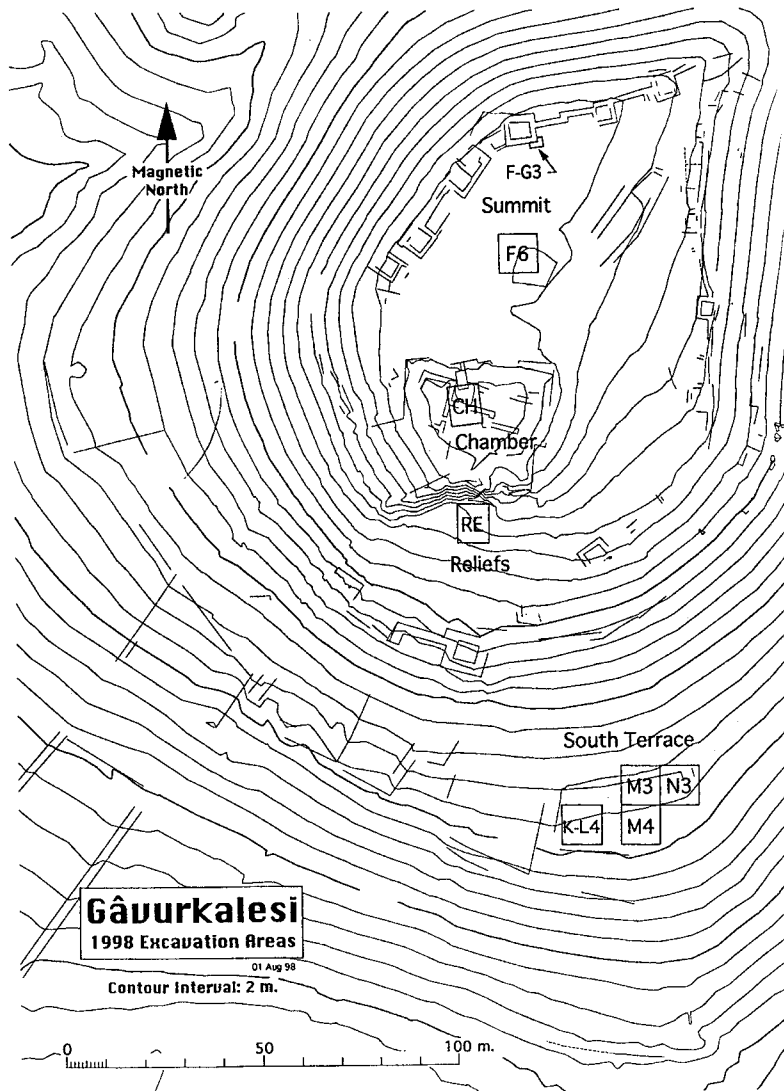 Magnetic
North
F-G3
Summit
F6
CH
Chamber
RE
Reliefs
South Terrace
M3 N3
K-L4 M4
Gâvurkalesi
1998 Excavation Areas
01 Aug 98
Contour Interval: 2 m.
0 50 100 m.